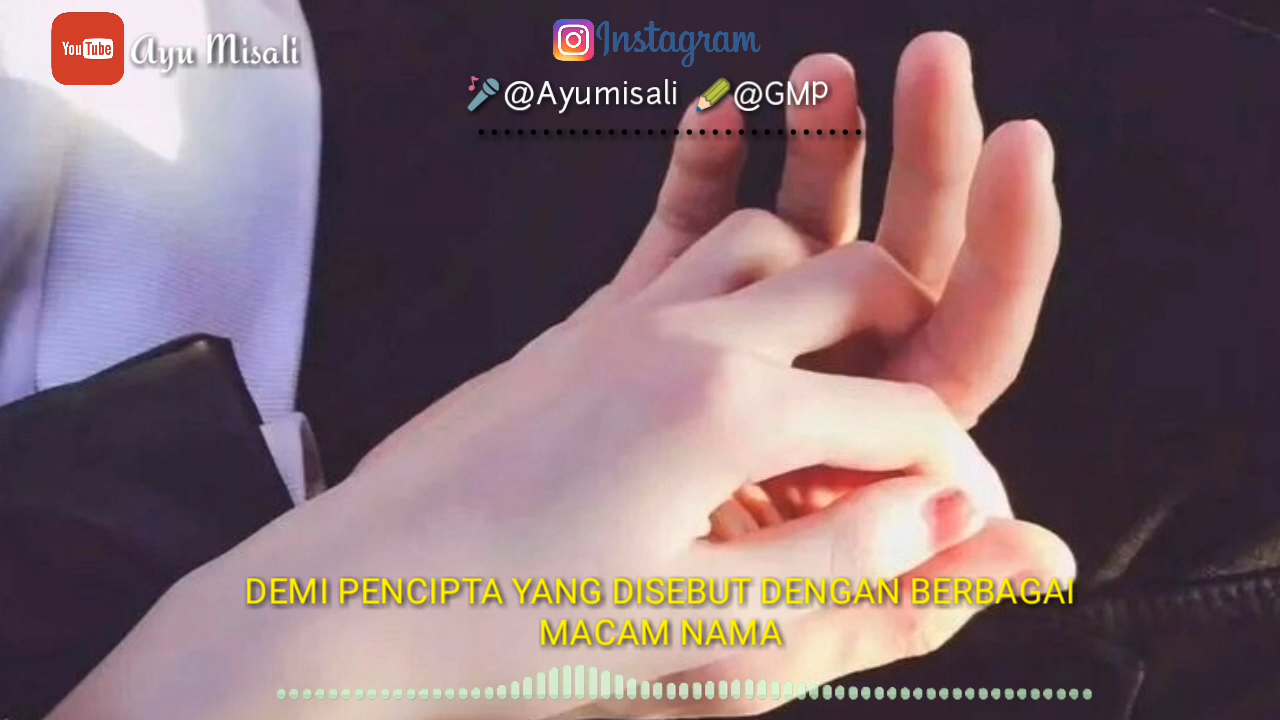 YouTube Ayu Misali
Instagram
@Ayumisali @GMP
DEMI PENCIPTA YANG DISEBUT DENGAN BERBAGAI
MACAM NAMA